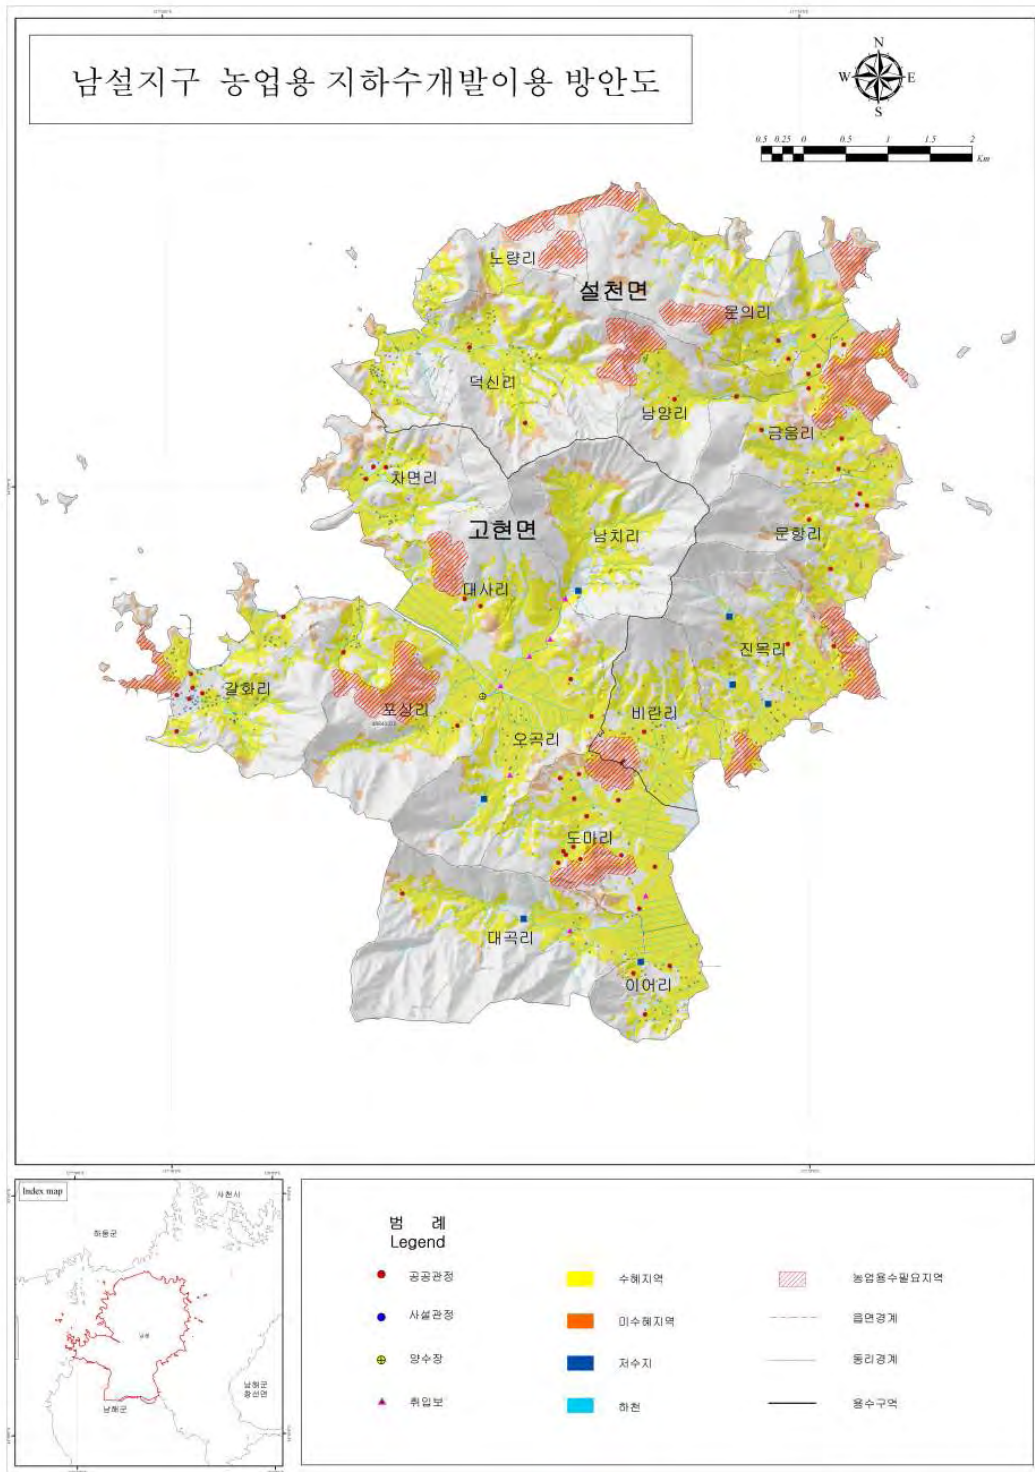 남설지구 농업용 지하수개발이용 방안도
N
W E
S
0.5 0.25 0 0.5 1 1.5 2
Km
노량리
설천면
문의리
덕신리
남양리
금음리
차면리
고현면
남치리
문항리
대사리
진목리
갈화리
포상리
비란리
오곡리
도마리
대곡리
이어리
Index map
사천시
하동군
남해군
창선면
남해군
범 례
Legend
공공관정
수혜지역
농업용수필요지역
사설관정
미수혜지역
읍면경계
양수장
저수지
동리경계
취입보
하천
용수구역